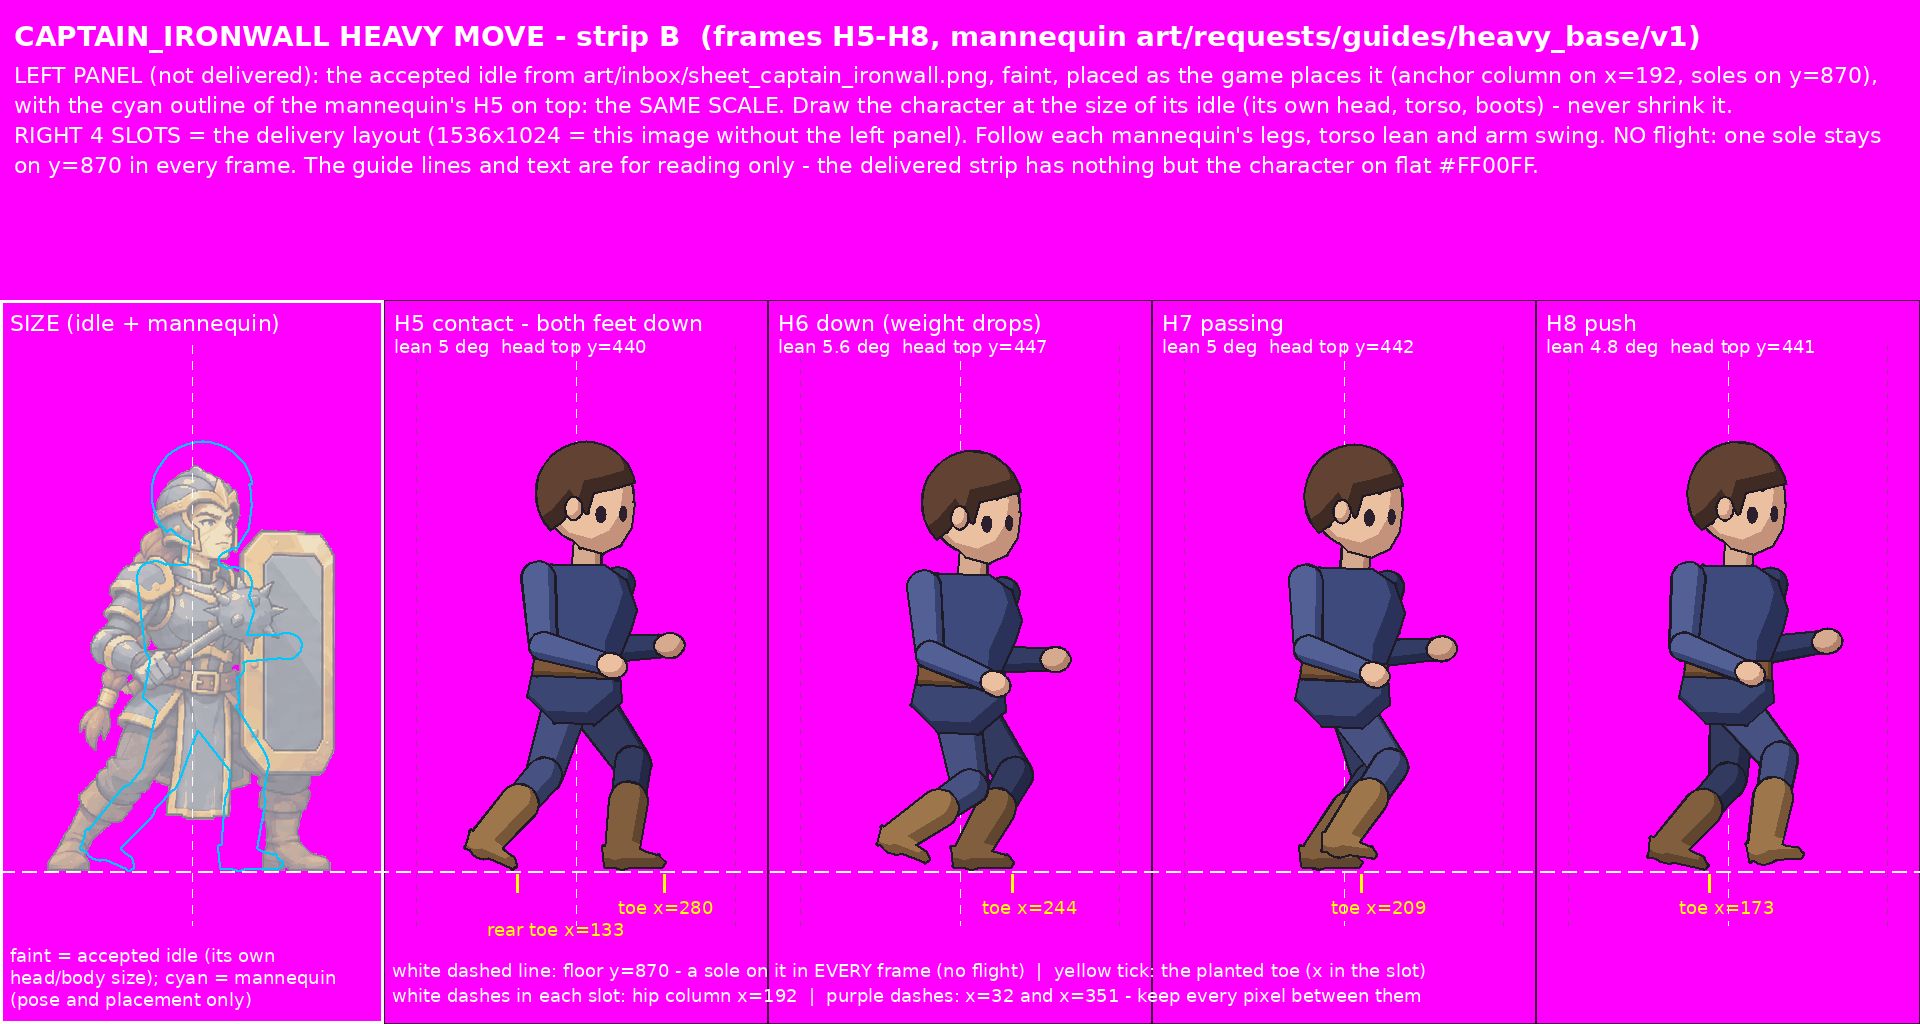 CAPTAIN_IRONWALL HEAVY MOVE - strip B (frames H5-H8, mannequin art/requests/guides/heavy_base/v1)
LEFT PANEL (not delivered): the accepted idle from art/inbox/sheet_captain_ironwall.png, faint, placed as the game places it (anchor column on x=192, soles on y=870),
with the cyan outline of the mannequin's H5 on top: the SAME SCALE. Draw the character at the size of its idle (its own head, torso, boots) - never shrink it.
RIGHT 4 SLOTS = the delivery layout (1536x1024 = this image without the left panel). Follow each mannequin's legs, torso lean and arm swing. NO flight: one sole stays
on y=870 in every frame. The guide lines and text are for reading only - the delivered strip has nothing but the character on flat #FF00FF.
SIZE (idle + mannequin)
H5 contact - both feet down
lean 5 deg head top y=440
H6 down (weight drops)
lean 5.6 deg head top y=447
H7 passing
lean 5 deg head top y=442
H8 push
lean 4.8 deg head top y=441
toe x=280
rear toe x=133
toe x=244
toe x=209
toe x=173
faint = accepted idle (its own
head/body size); cyan = mannequin
(pose and placement only)
white dashed line: floor y=870 - a sole on it in EVERY frame (no flight) | yellow tick: the planted toe (x in the slot)
white dashes in each slot: hip column x=192 | purple dashes: x=32 and x=351 - keep every pixel between them